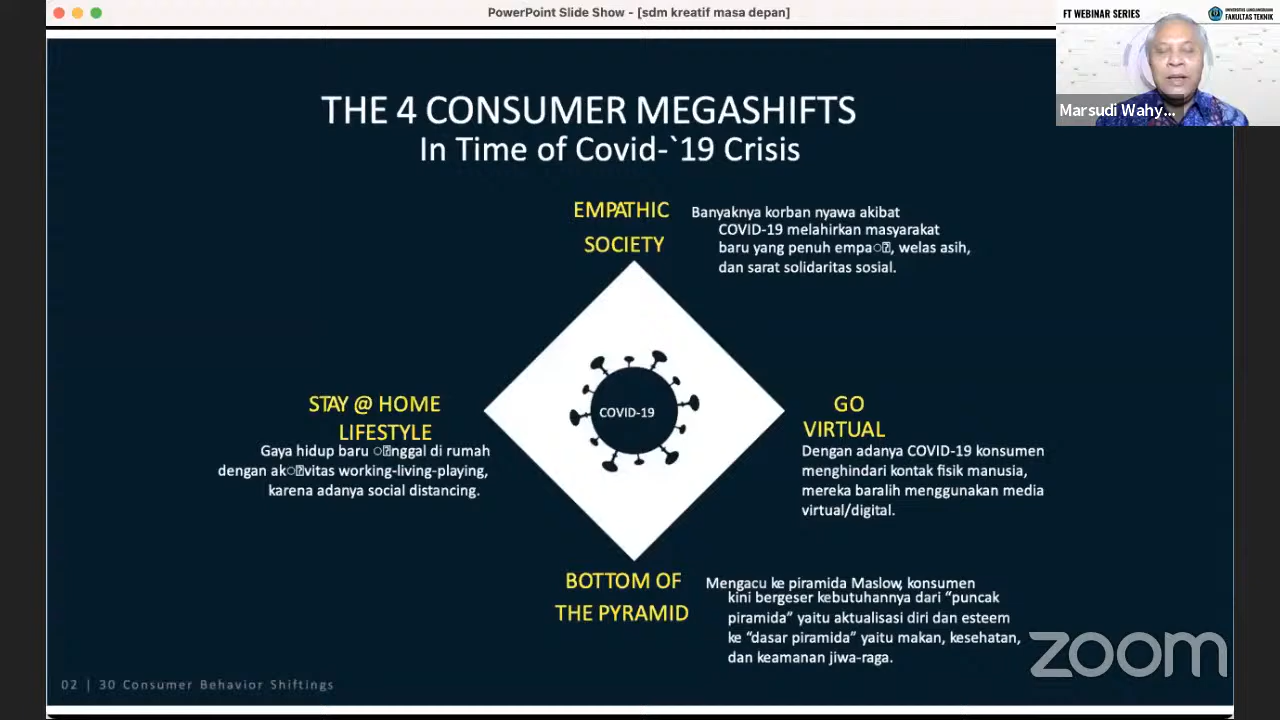 PowerPoint Slide Show - [sdm kreatif masa depan]
FT WEBINAR SERIES
UNIVERSITAS LANGLANGBUANA
FAKULTAS TEKNIK
Marsudi Wahy...
THE 4 CONSUMER MEGASHIFTS
In Time of Covid-`19 Crisis
EMPATHIC
SOCIETY
Banyaknya korban nyawa akibat
COVID-19 melahirkan masyarakat
baru yang penuh , welas asih,
dan sarat solidaritas sosial.
STAY @ HOME
LIFESTYLE
Gaya hidup baru di rumah
dengan working-living-playing,
karena adanya social distancing.
COVID-19
GO
VIRTUAL
Dengan adanya COVID-19 konsumen
menghindari kontak fisik manusia,
mereka baralih menggunakan media
virtual/digital.
BOTTOM OF
THE PYRAMID
Mengacu ke piramida Maslow, konsumen
kini bergeser kebutuhannya dari “puncak
piramida” yaitu aktualisasi diri dan esteem
ke “dasar piramida” yaitu makan, kesehatan,
dan keamanan jiwa-raga.
zoom
02 | 30 Consumer Behavior Shiftings